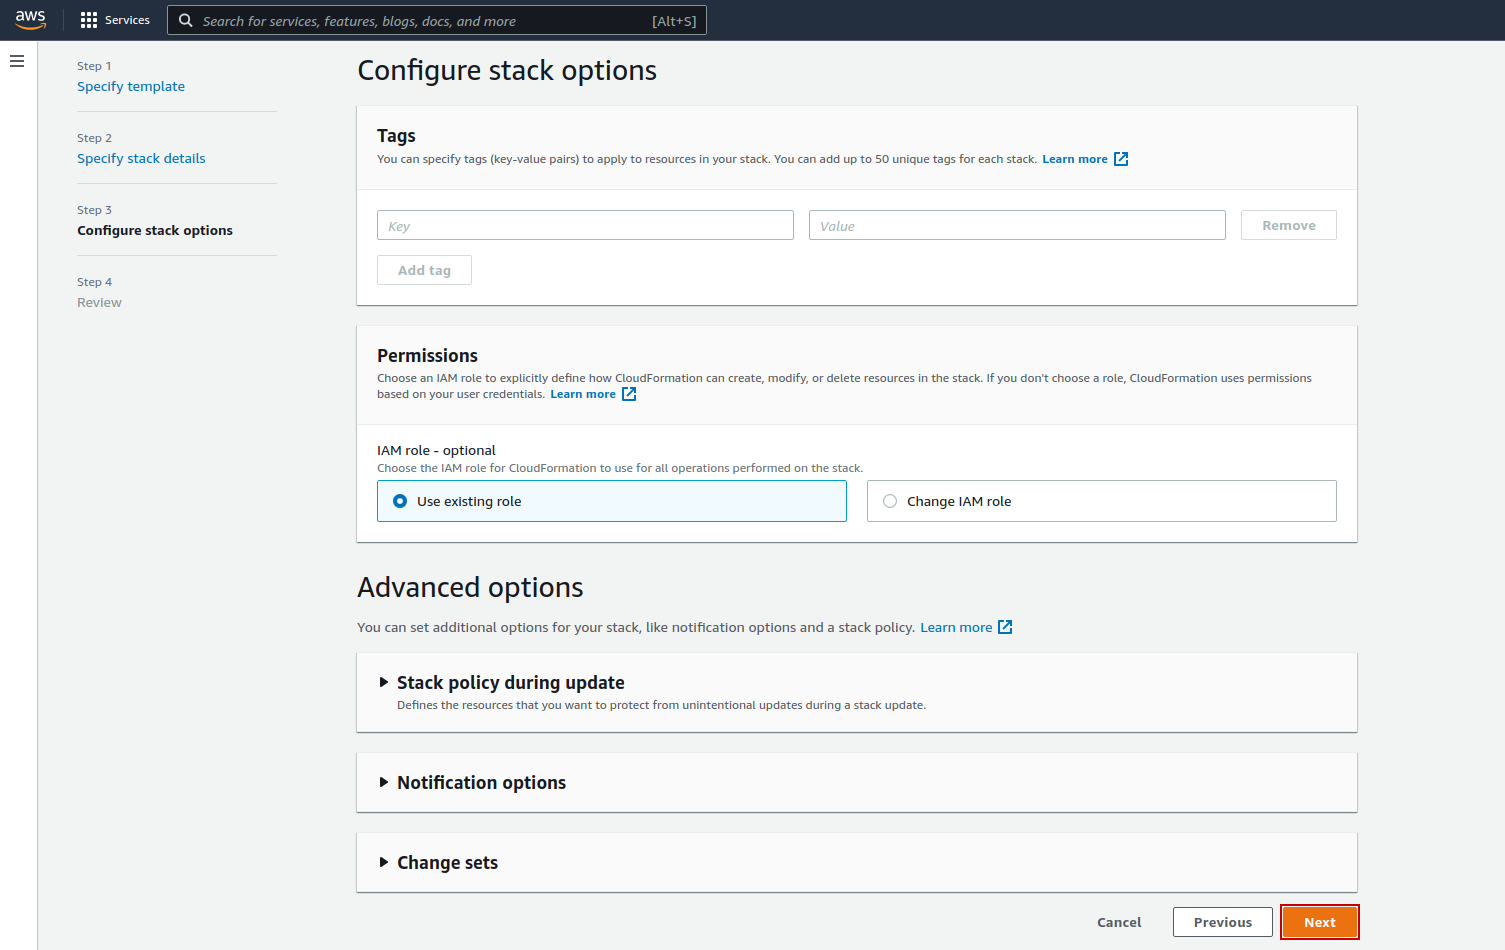 aws
Services
Search for services, features, blogs, docs, and more
[Alt+S]
Step 1
Specify template
Step 2
Specify stack details
Step 3
Configure stack options
Step 4
Review
Configure stack options
Tags
You can specify tags (key-value pairs) to apply to resources in your stack. You can add up to 50 unique tags for each stack. Learn more
Key
Value
Remove
Add tag
Permissions
Choose an IAM role to explicitly define how CloudFormation can create, modify, or delete resources in the stack. If you don't choose a role, CloudFormation uses permissions
based on your user credentials. Learn more
IAM role - optional
Choose the IAM role for CloudFormation to use for all operations performed on the stack.
Use existing role
Change IAM role
Advanced options
You can set additional options for your stack, like notification options and a stack policy. Learn more
Stack policy during update
Defines the resources that you want to protect from unintentional updates during a stack update.
Notification options
Change sets
Cancel
Previous
Next